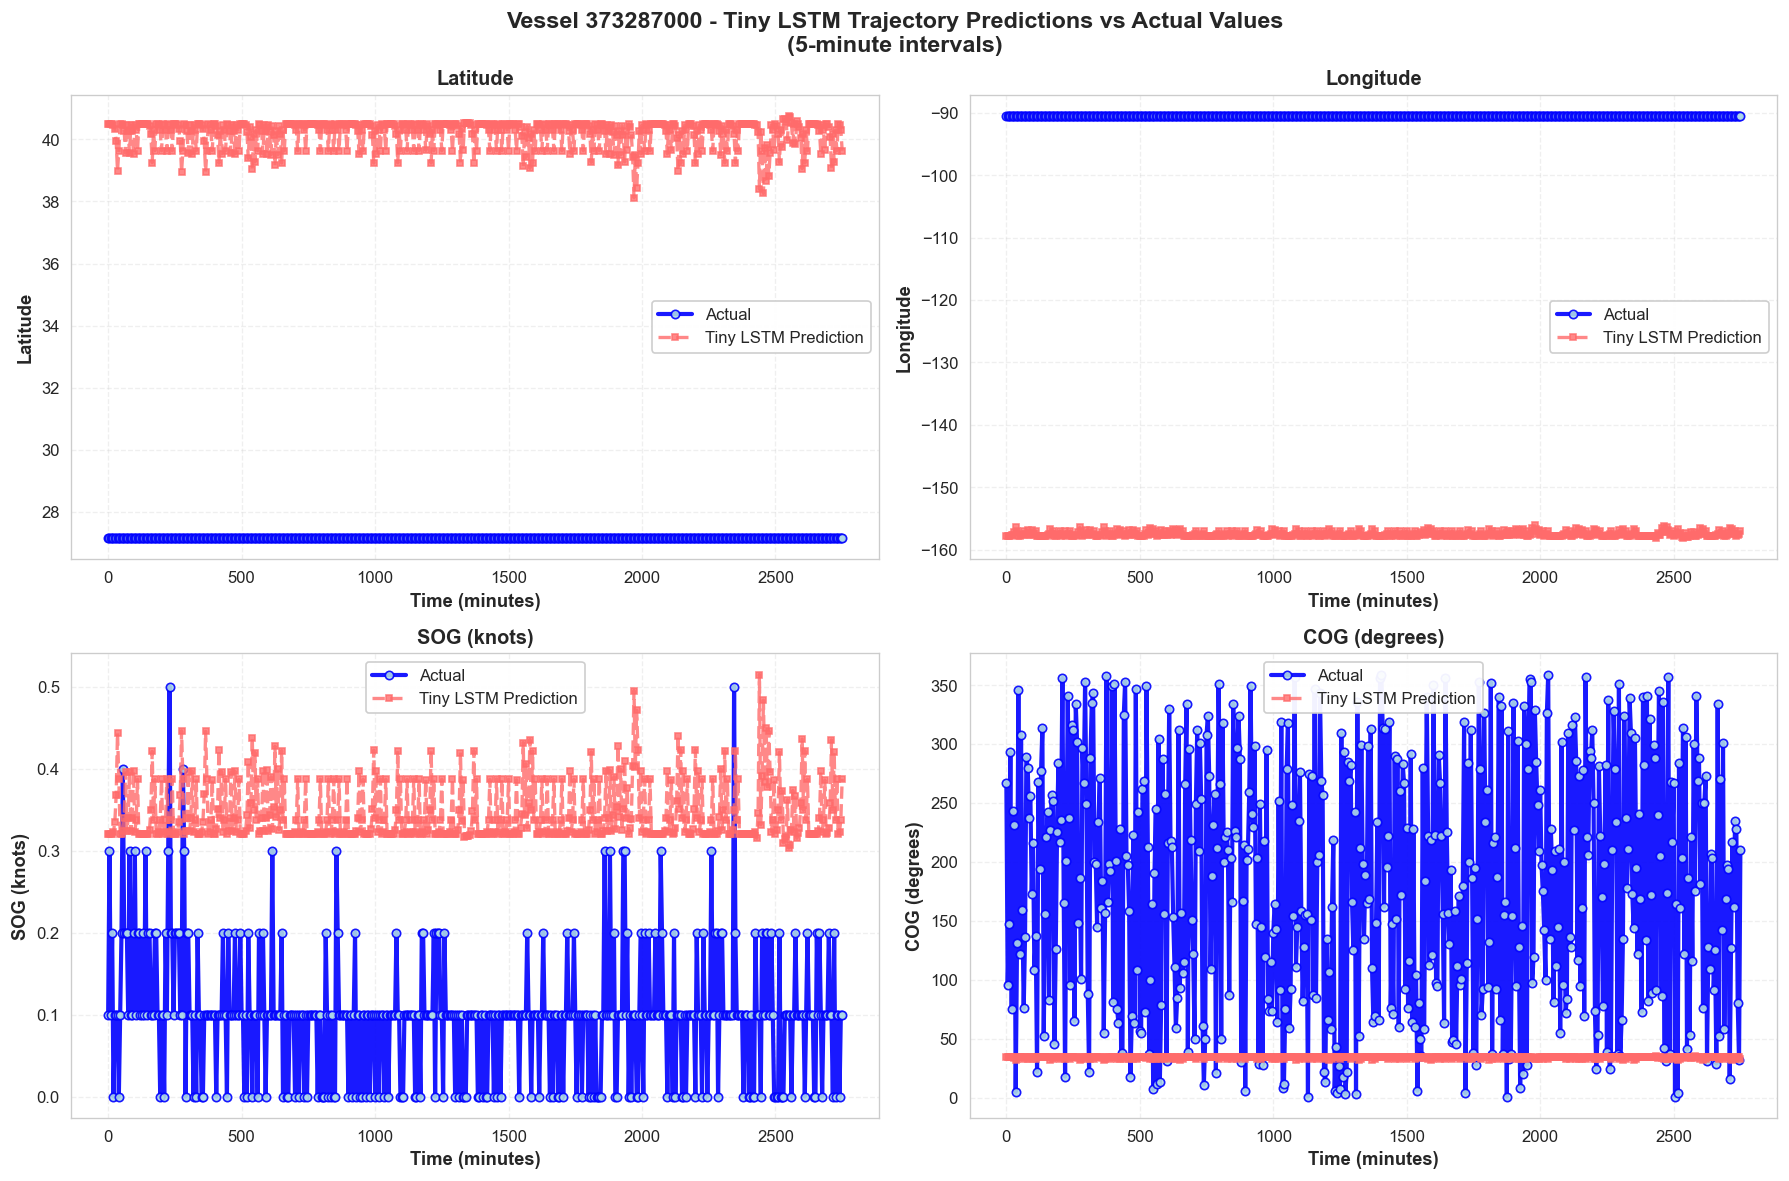 Vessel 373287000 - Tiny LSTM Trajectory Predictions vs Actual Values
(5-minute intervals)
Latitude
Latitude
40
38
36
34
32
30
28
Actual
Tiny LSTM Prediction
0
500
1000
1500
2000
2500
Time (minutes)
Longitude
Longitude
−90
−100
−110
−120
−130
−140
−150
−160
Actual
Tiny LSTM Prediction
0
500
1000
1500
2000
2500
Time (minutes)
SOG (knots)
SOG (knots)
0.5
0.4
0.3
0.2
0.1
0.0
Actual
Tiny LSTM Prediction
0
500
1000
1500
2000
2500
Time (minutes)
COG (degrees)
COG (degrees)
350
300
250
200
150
100
50
0
Actual
Tiny LSTM Prediction
0
500
1000
1500
2000
2500
Time (minutes)